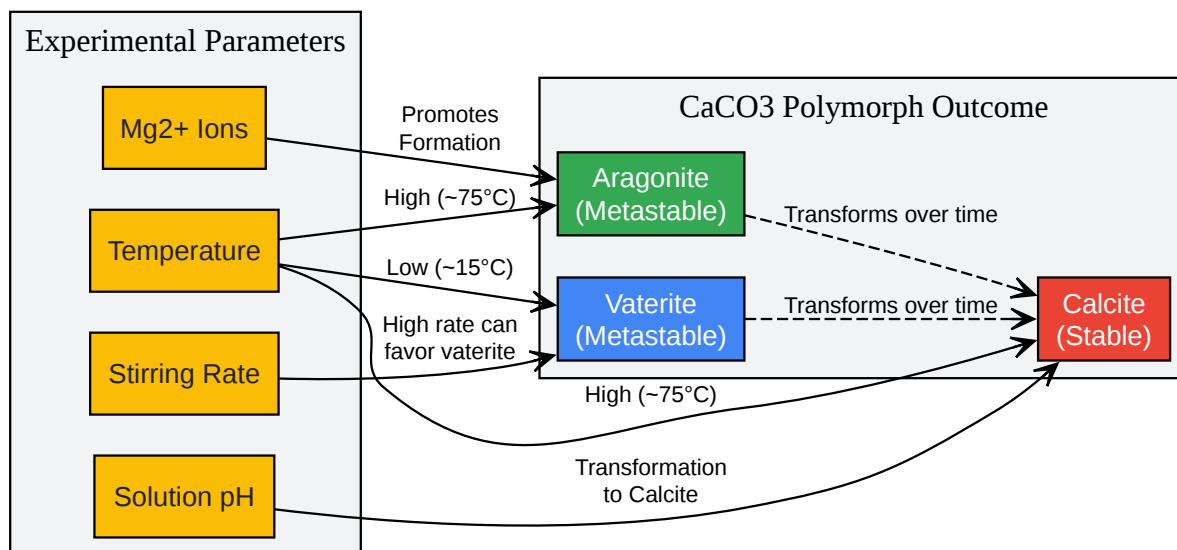 Experimental Parameters
Mg2+ Ions
Temperature
Stirring Rate
Solution pH
Promotes
Formation
High (~75°C)
Low (~15°C)
High rate can
favor vaterite
CaCO3 Polymorph Outcome
Aragonite
(Metastable)
Vaterite
(Metastable)
Transforms over time
Transforms over time
Calcite
(Stable)
High (~75°C)
Transformation
to Calcite